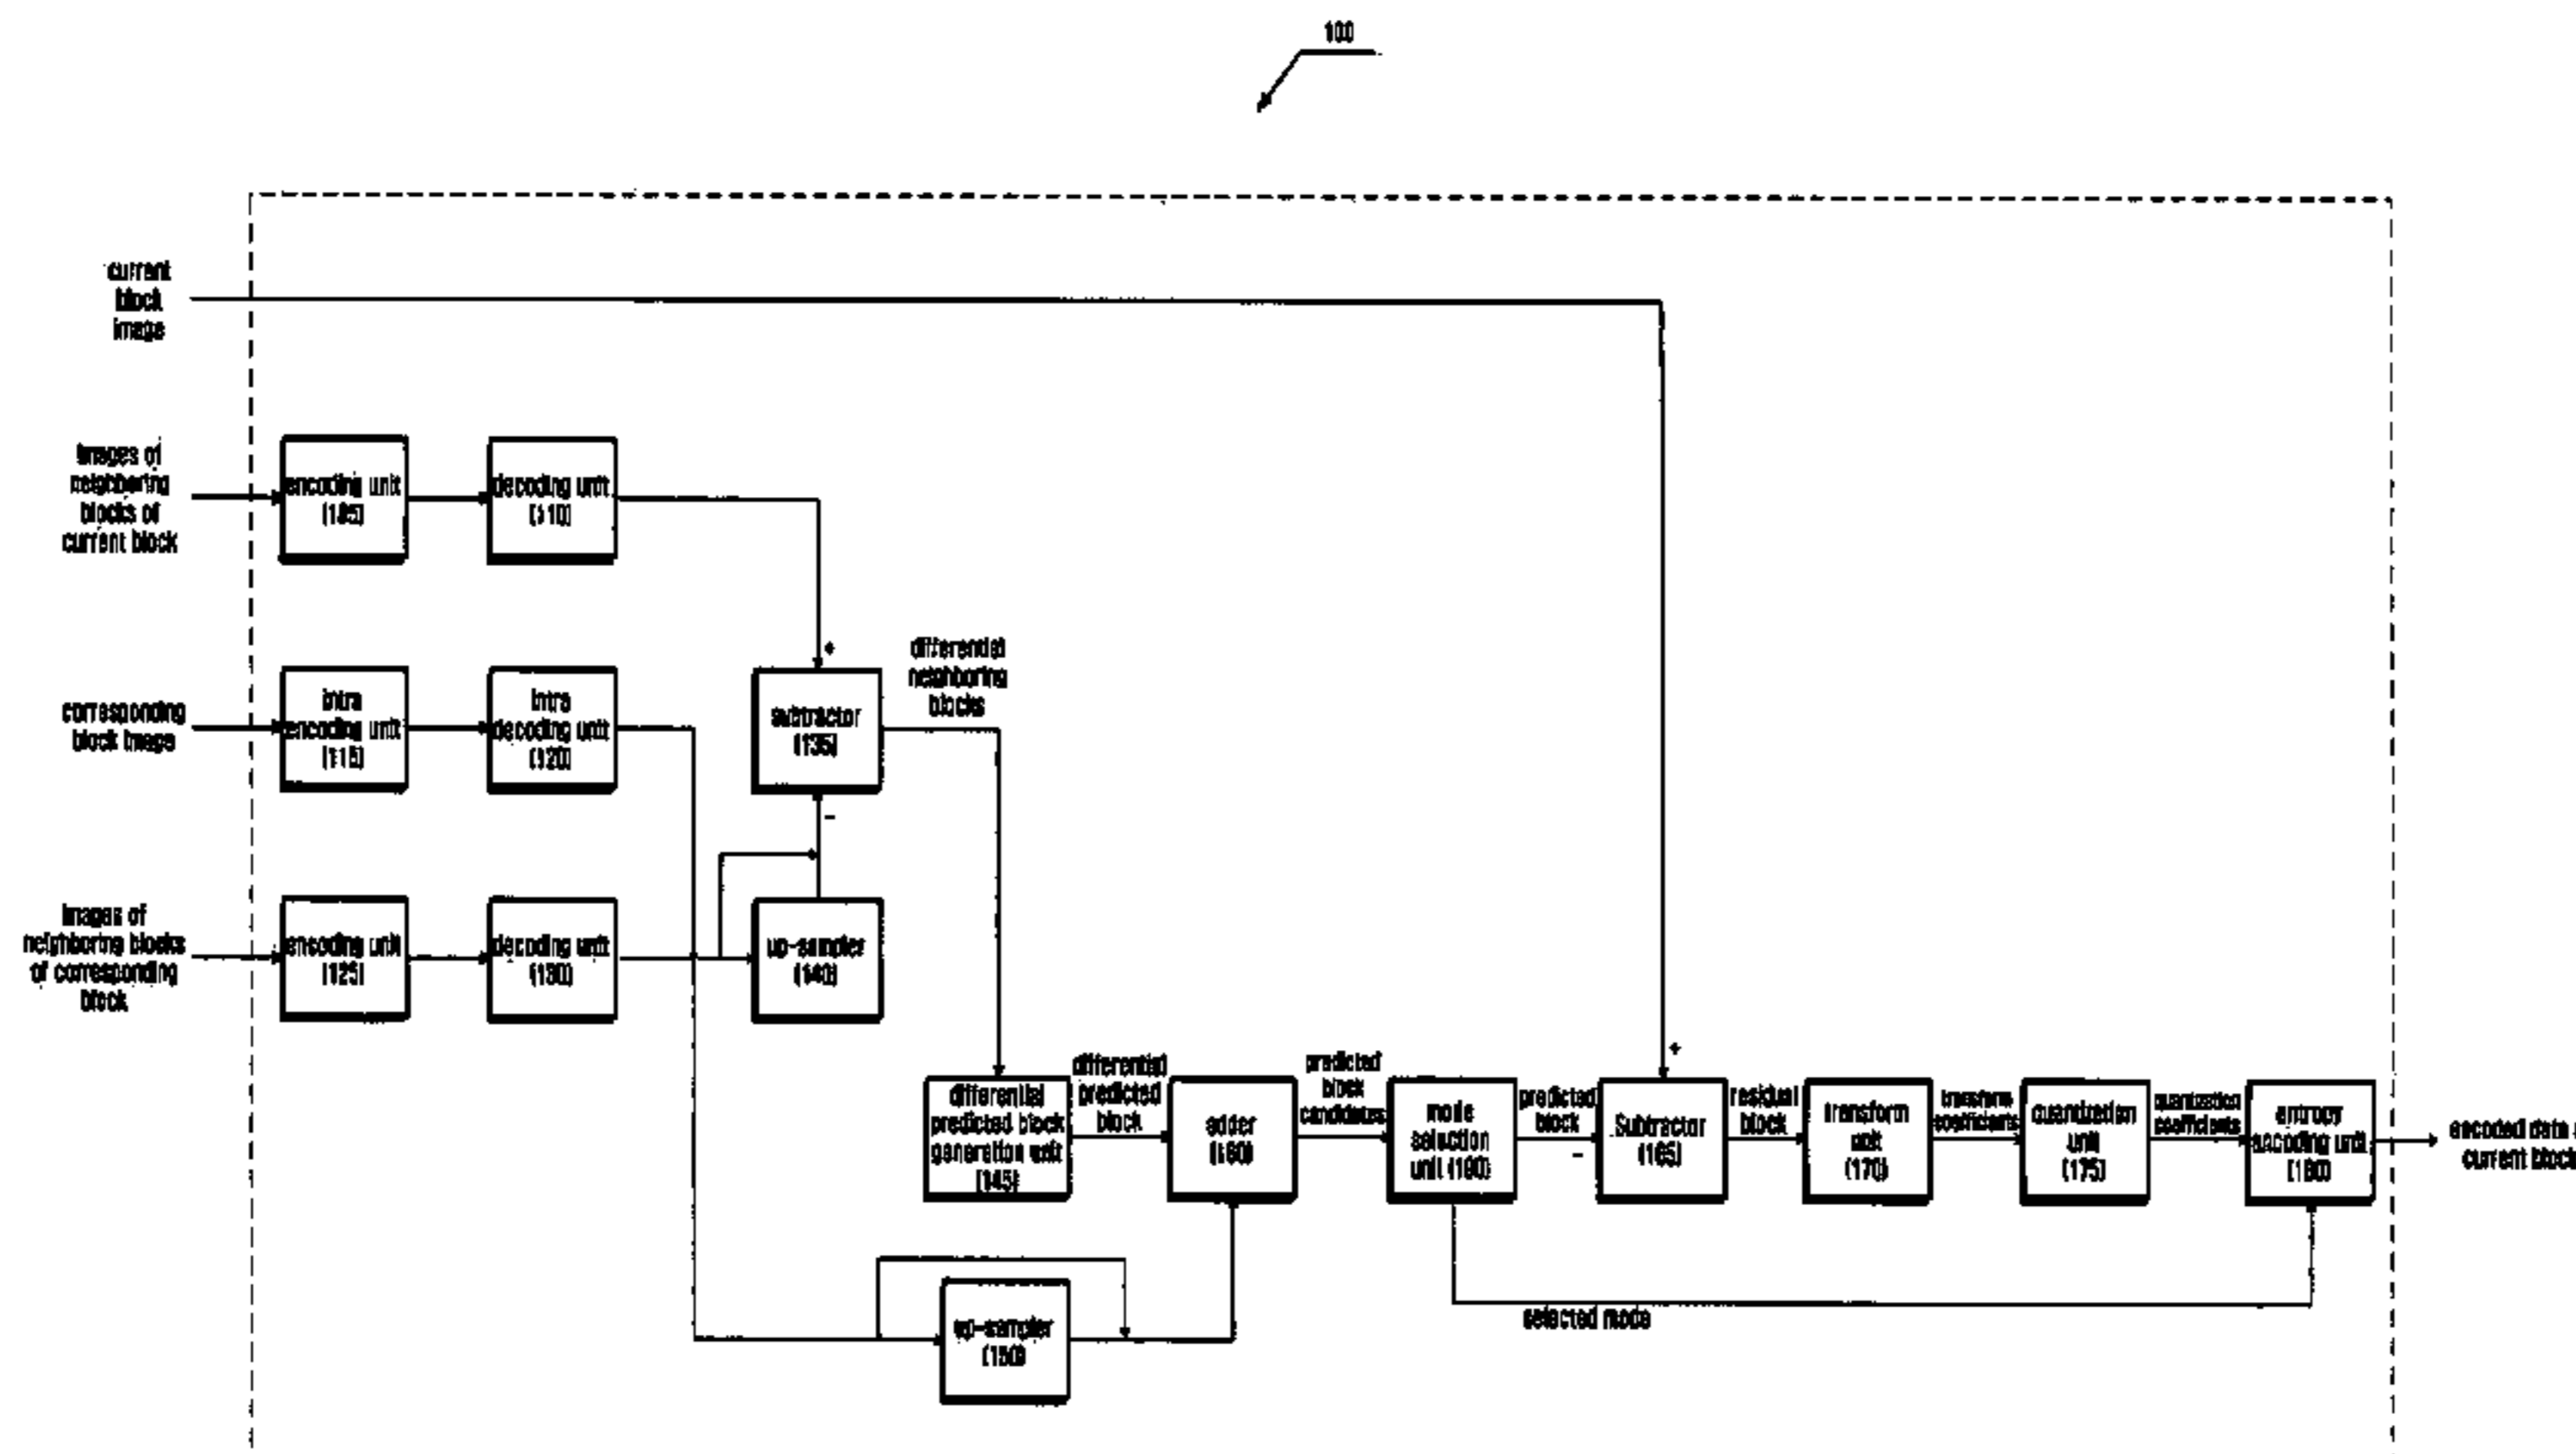 100
current
block
image
images of
neighboring
blocks of
current block
encoding unit
(105)
decoding unit
(110)
corresponding
block image
intra
encoding unit
(115)
intra
decoding unit
(120)
+
subtractor
(135)
-
differential
neighboring
blocks
images of
neighboring blocks
of corresponding
block
encoding unit
(125)
decoding unit
(130)
up-sampler
(140)
differential
predicted block
generation unit
(145)
differential
predicted
block
adder
predicted
block
candidates
mode
selection
unit
predicted
block
-
+
Subtractor
(165)
residual
block
transform
unit
(170)
transform
coefficients
quantization
unit
(175)
quantization
coefficients
entropy
encoding unit
(180)
encoded data
current block
up-sampler
(150)
selected mode